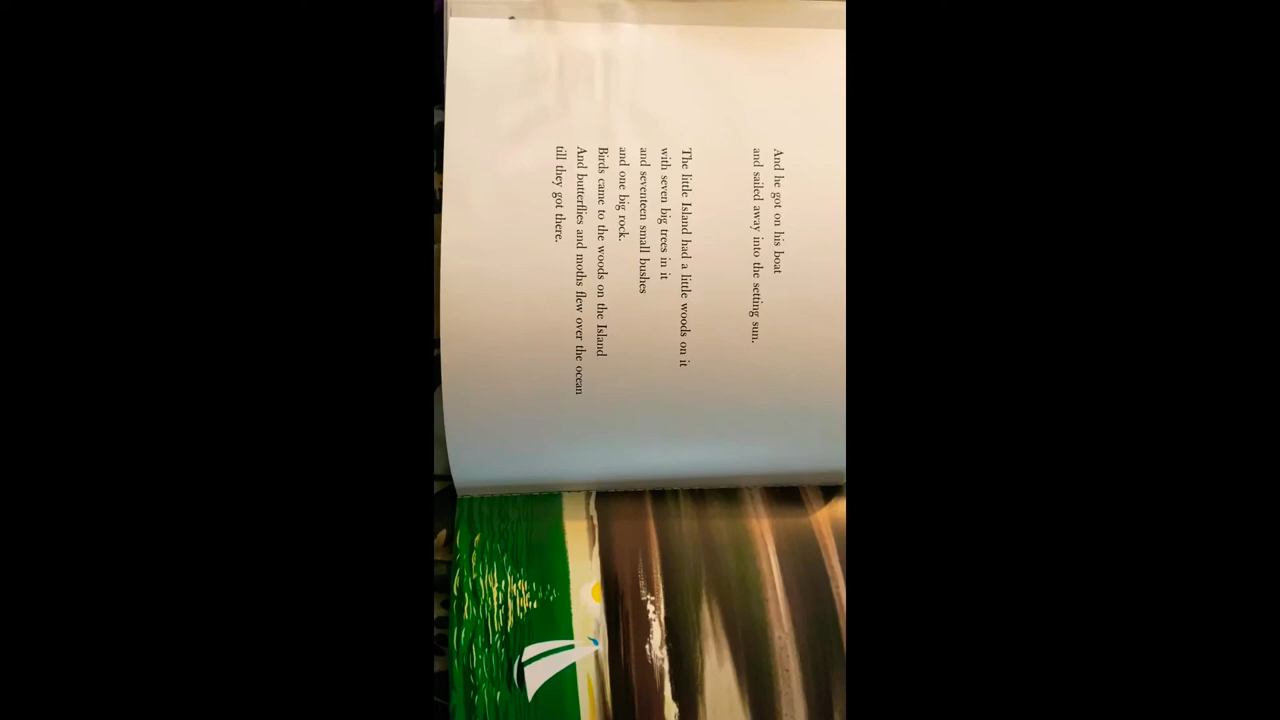 And he got on his boat
and sailed away into the setting sun.
The little Island had a little woods on it
with seven big trees in it
and seventeen small bushes
and one big rock.
Birds came to the woods on the Island
And butterflies and moths flew over the ocean
till they got there.